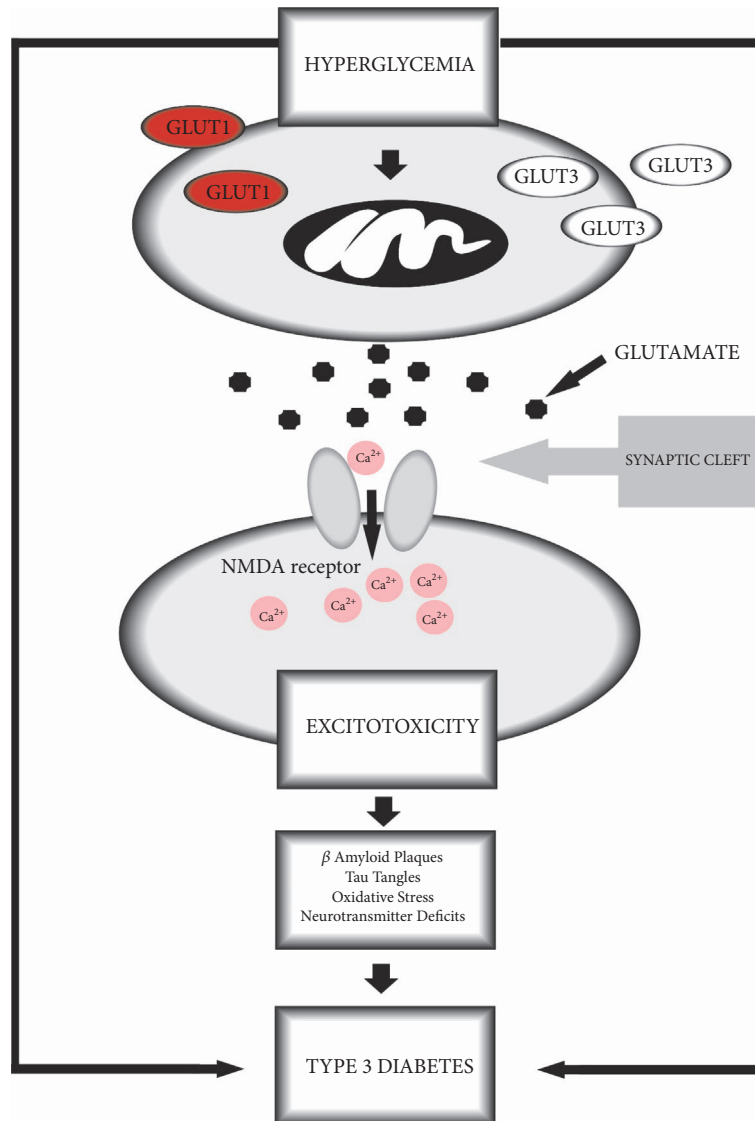 HYPERGLYCEMIA
GLUT1
GLUT1
GLUT3
GLUT3
GLUT3
GLUTAMATE
Ca²⁺
SYNAPTIC CLEFT
NMDA receptor
Ca²⁺
Ca²⁺
Ca²⁺
Ca²⁺
Ca²⁺
EXCITOTOXICITY
β Amyloid Plaques
Tau Tangles
Oxidative Stress
Neurotransmitter Deficits
TYPE 3 DIABETES